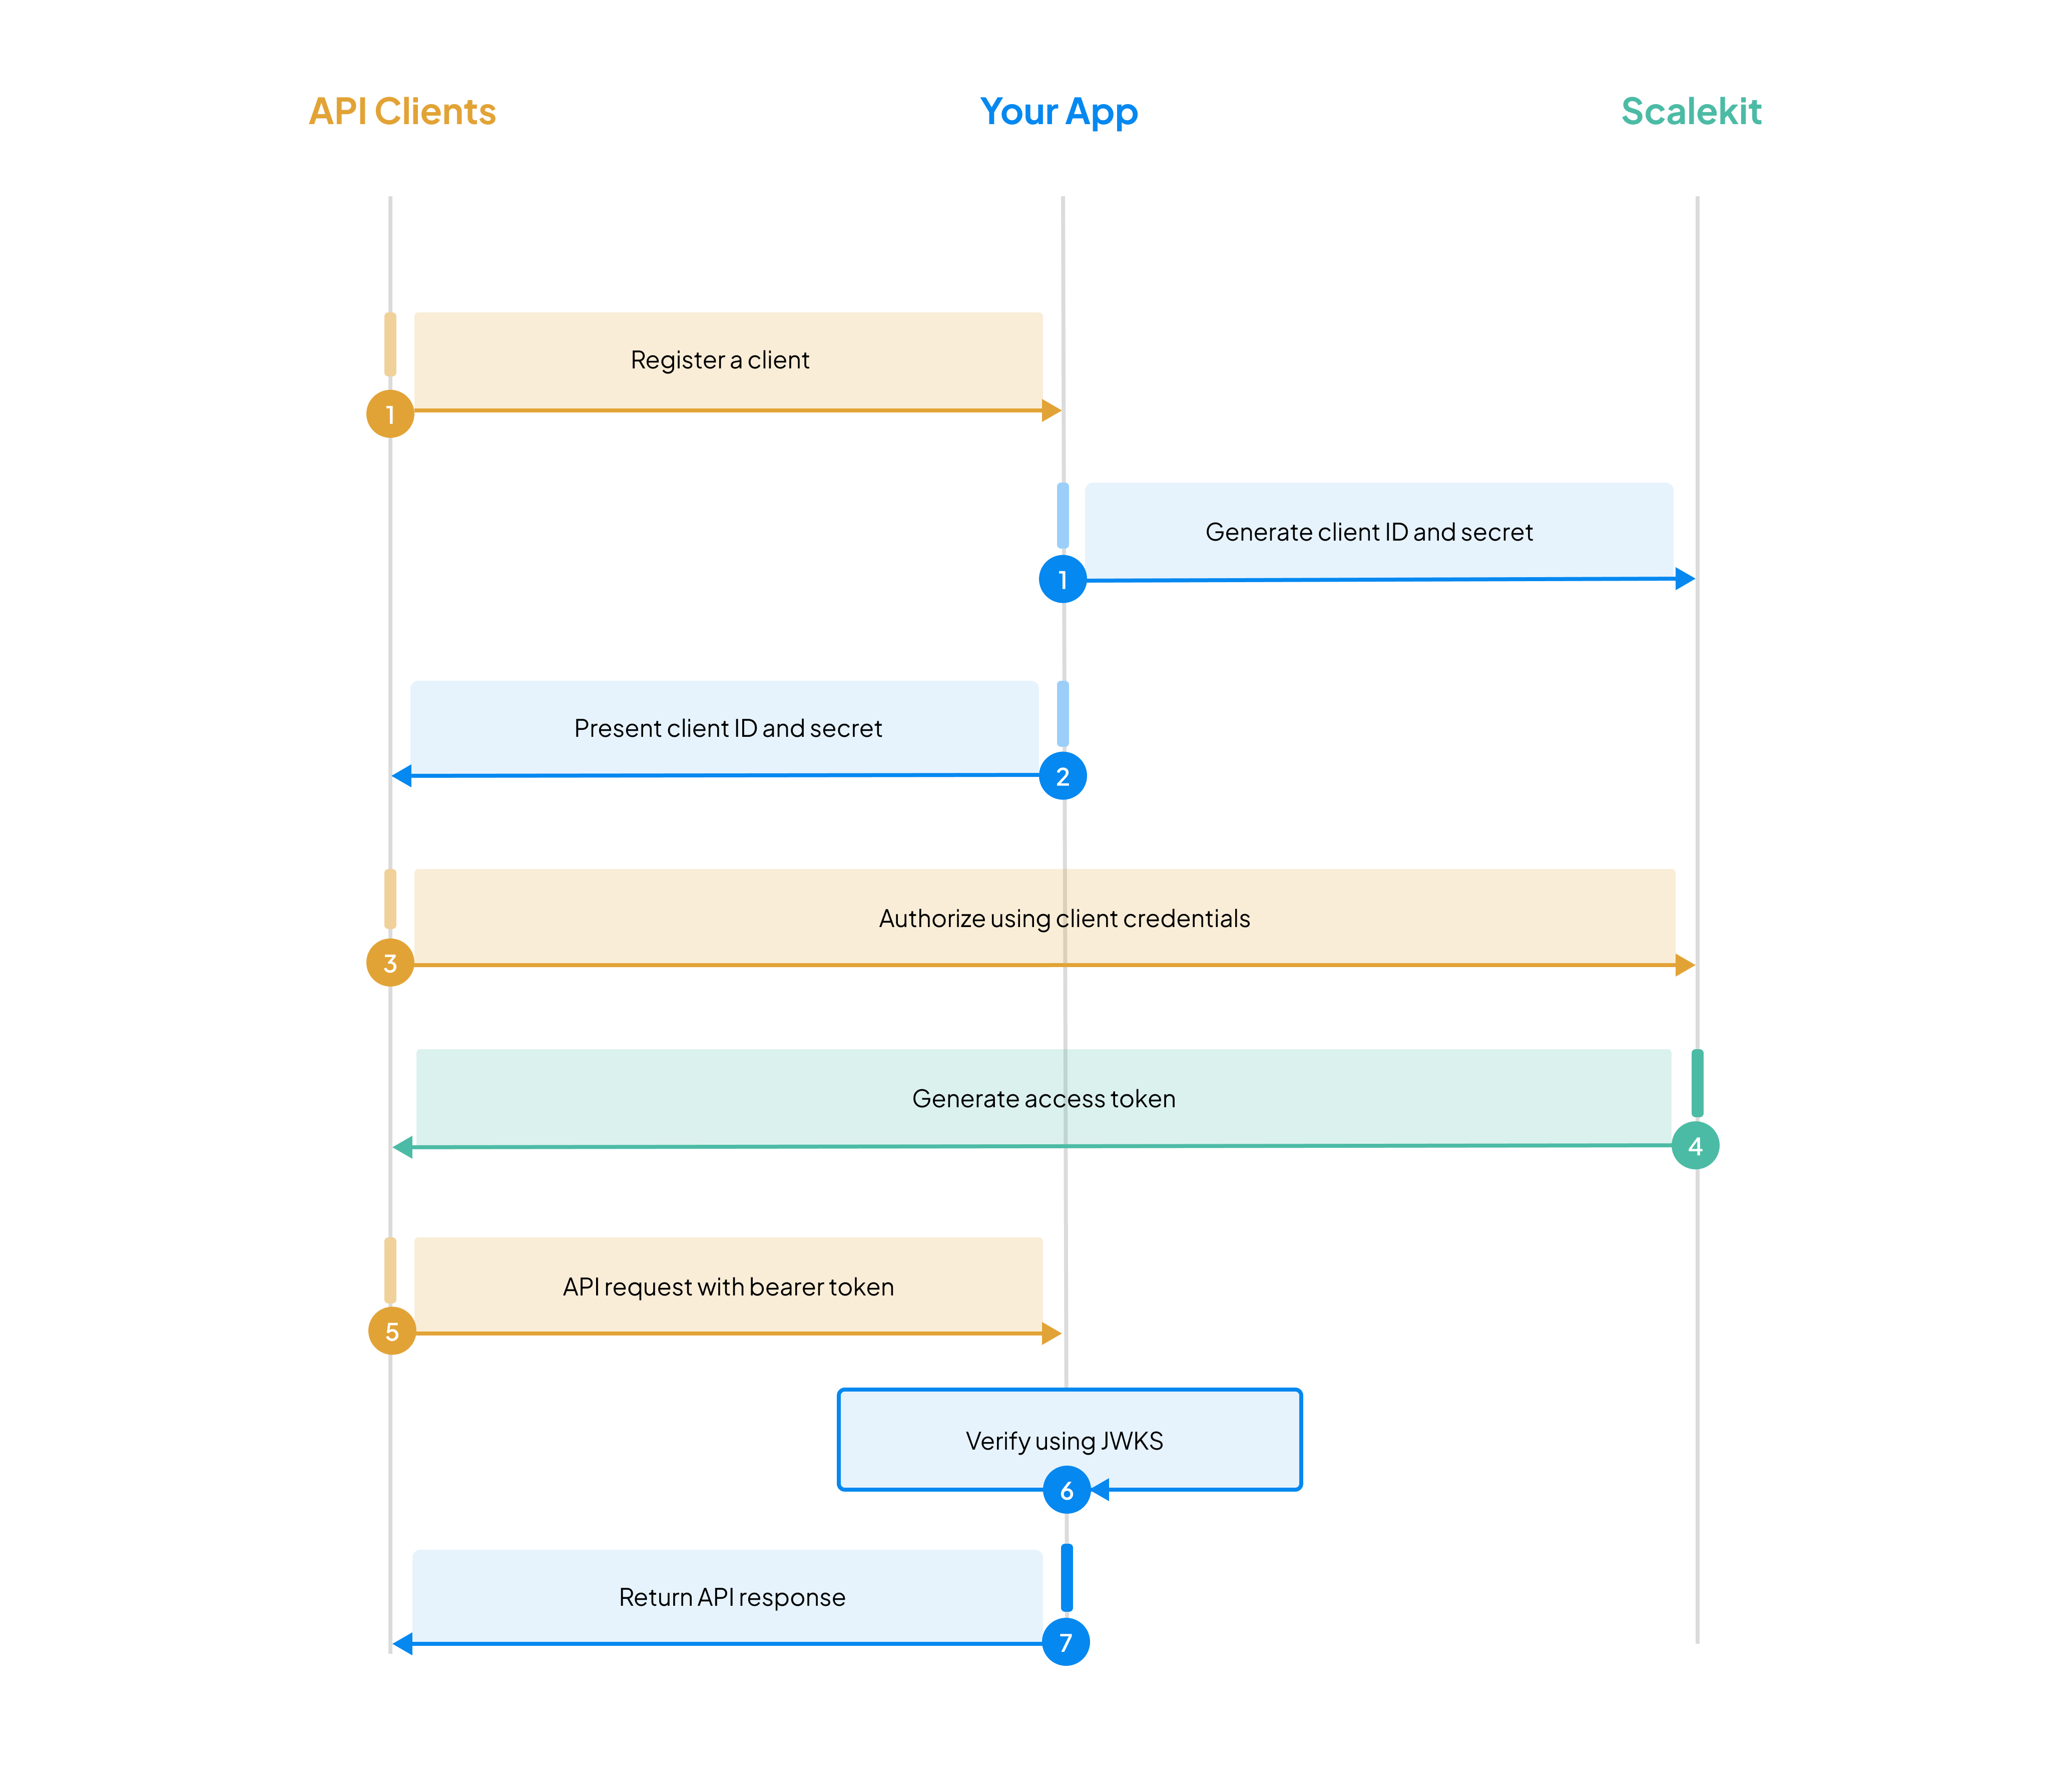 API Clients
Your App
Scalekit
Register a client
1
Generate client ID and secret
1
Present client ID and secret
2
Authorize using client credentials
3
Generate access token
4
API request with bearer token
5
Verify using JWKS
6
Return API response
7